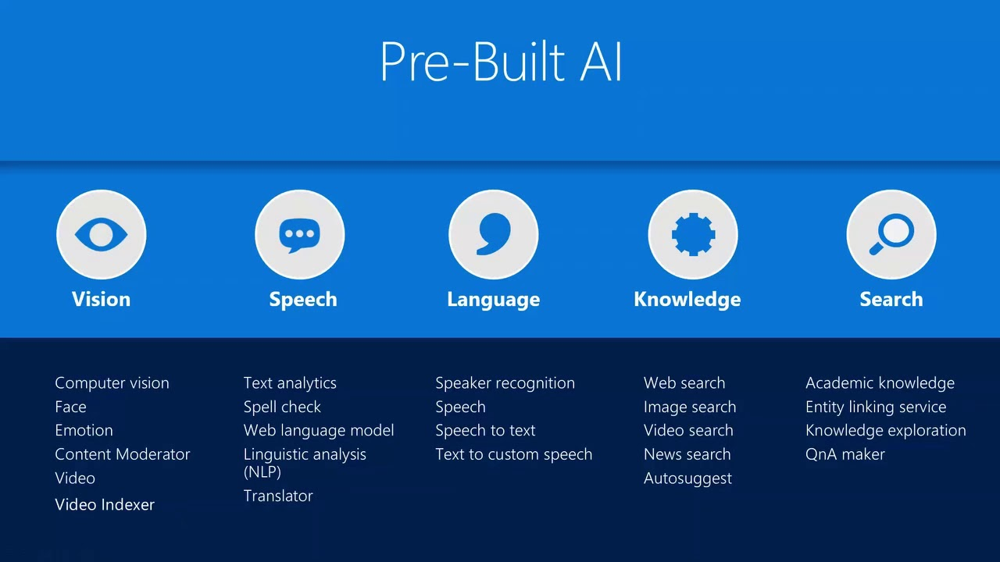 Pre-Built AI
Vision
Speech
Language
Knowledge
Search
Computer vision
Face
Emotion
Content Moderator
Video
Video Indexer
Text analytics
Spell check
Web language model
Linguistic analysis
(NLP)
Translator
Speaker recognition
Speech
Speech to text
Text to custom speech
Web search
Image search
Video search
News search
Autosuggest
Academic knowledge
Entity linking service
Knowledge exploration
QnA maker